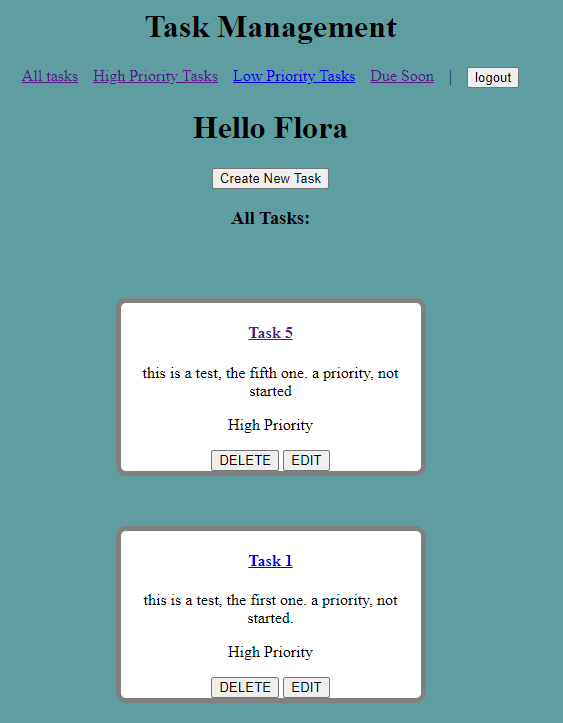 Task Management
All tasks High Priority Tasks Low Priority Tasks Due Soon | logout
Hello Flora
Create New Task
All Tasks:
Task 5
this is a test, the fifth one. a priority, not
started
High Priority
DELETE EDIT
Task 1
this is a test, the first one. a priority, not
started.
High Priority
DELETE EDIT